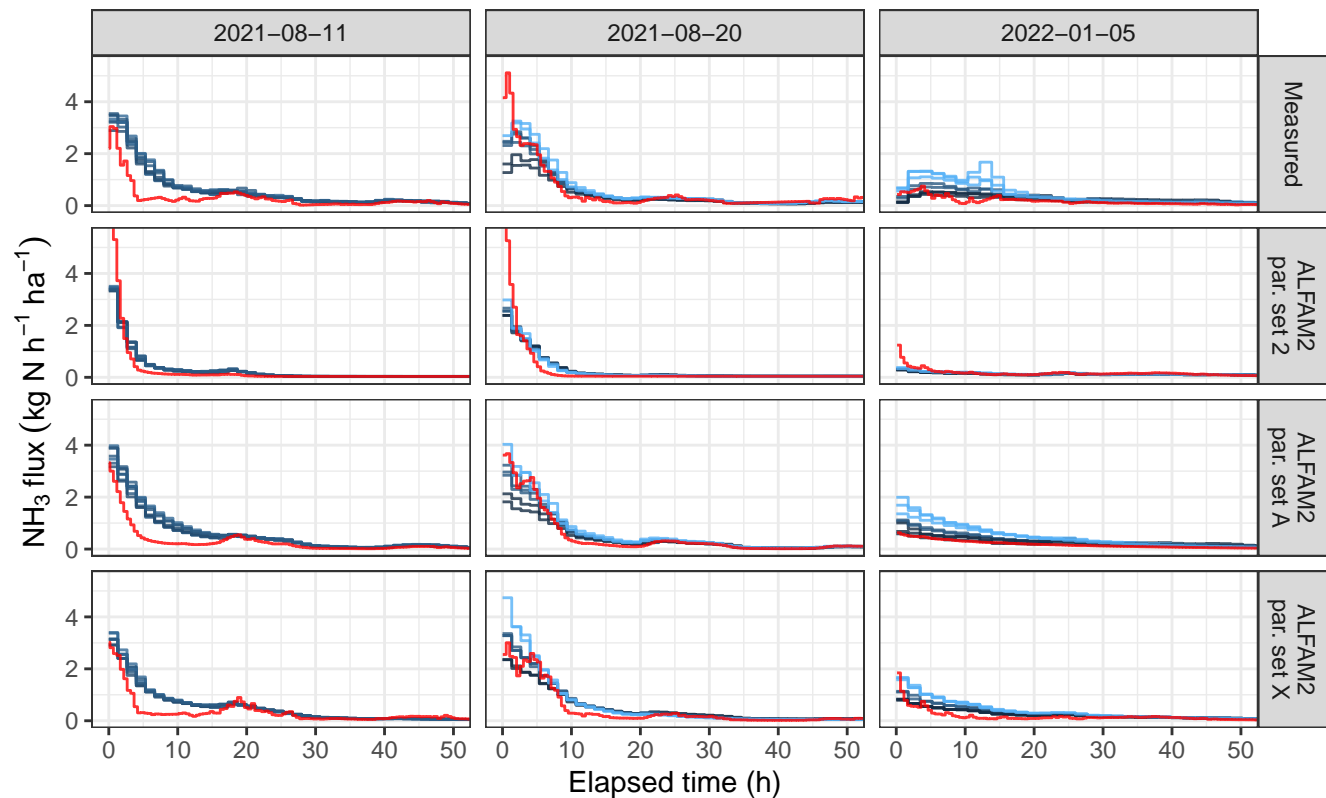 2021−08−11 2021−08−20 2022−01−05
Measured
ALFAM2
par. set 2
ALFAM2
par. set A
ALFAM2
par. set X
NH₃ flux (kg N h⁻¹ ha⁻¹)
4
2
0
4
2
0
4
2
0
4
2
0
0 10 20 30 40 50 0 10 20 30 40 50 0 10 20 30 40 50
Elapsed time (h)